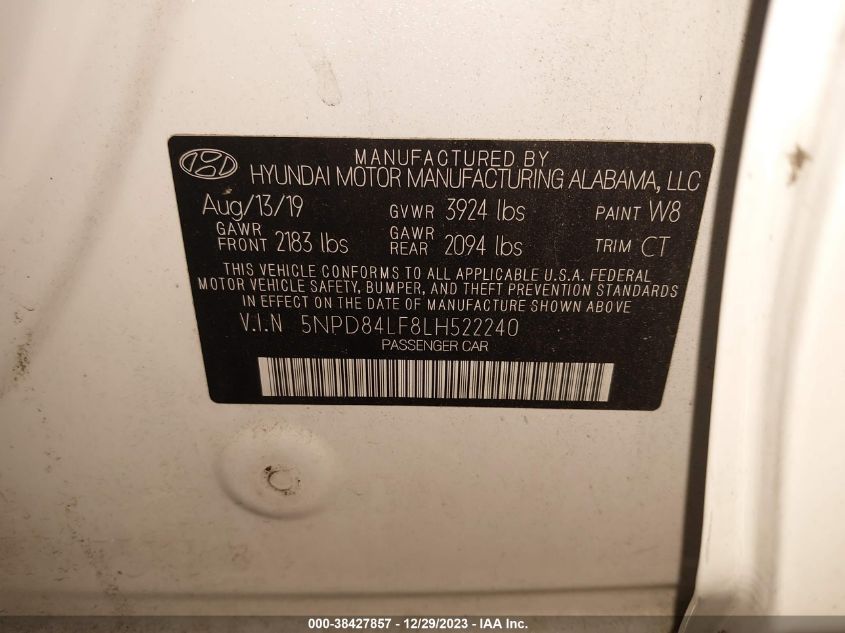 MANUFACTURED BY
HYUNDAI MOTOR MANUFACTURING ALABAMA, LLC
Aug/13/19 GVWR 3924 lbs PAINT W8
GAWR FRONT 2183 lbs GAWR REAR 2094 lbs TRIM CT
THIS VEHICLE CONFORMS TO ALL APPLICABLE U.S.A. FEDERAL
MOTOR VEHICLE SAFETY, BUMPER, AND THEFT PREVENTION STANDARDS
IN EFFECT ON THE DATE OF MANUFACTURE SHOWN ABOVE
V.I.N 5NPD84LF8LH522240
PASSENGER CAR
000-38427857 - 12/29/2023 - IAA Inc.